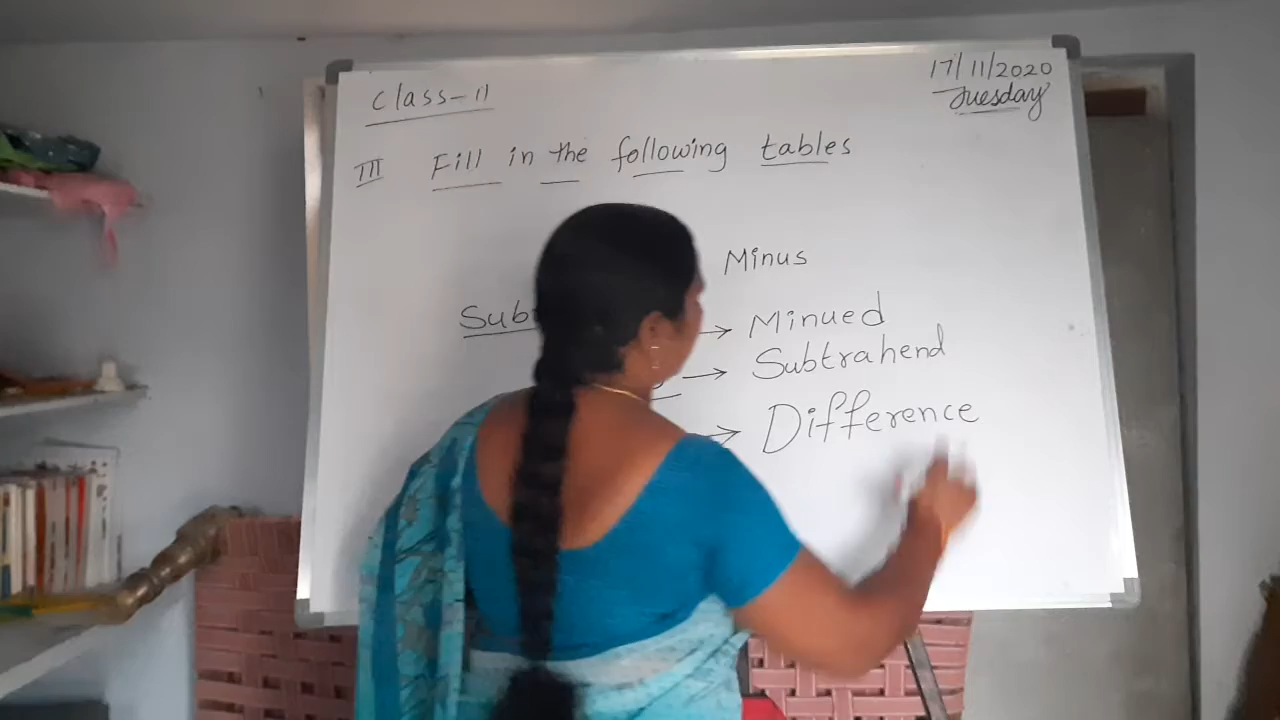 Class-II
17/11/2020
Tuesday
III Fill in the following tables
Minus
→ Minued
→ Subtrahend
→ Difference